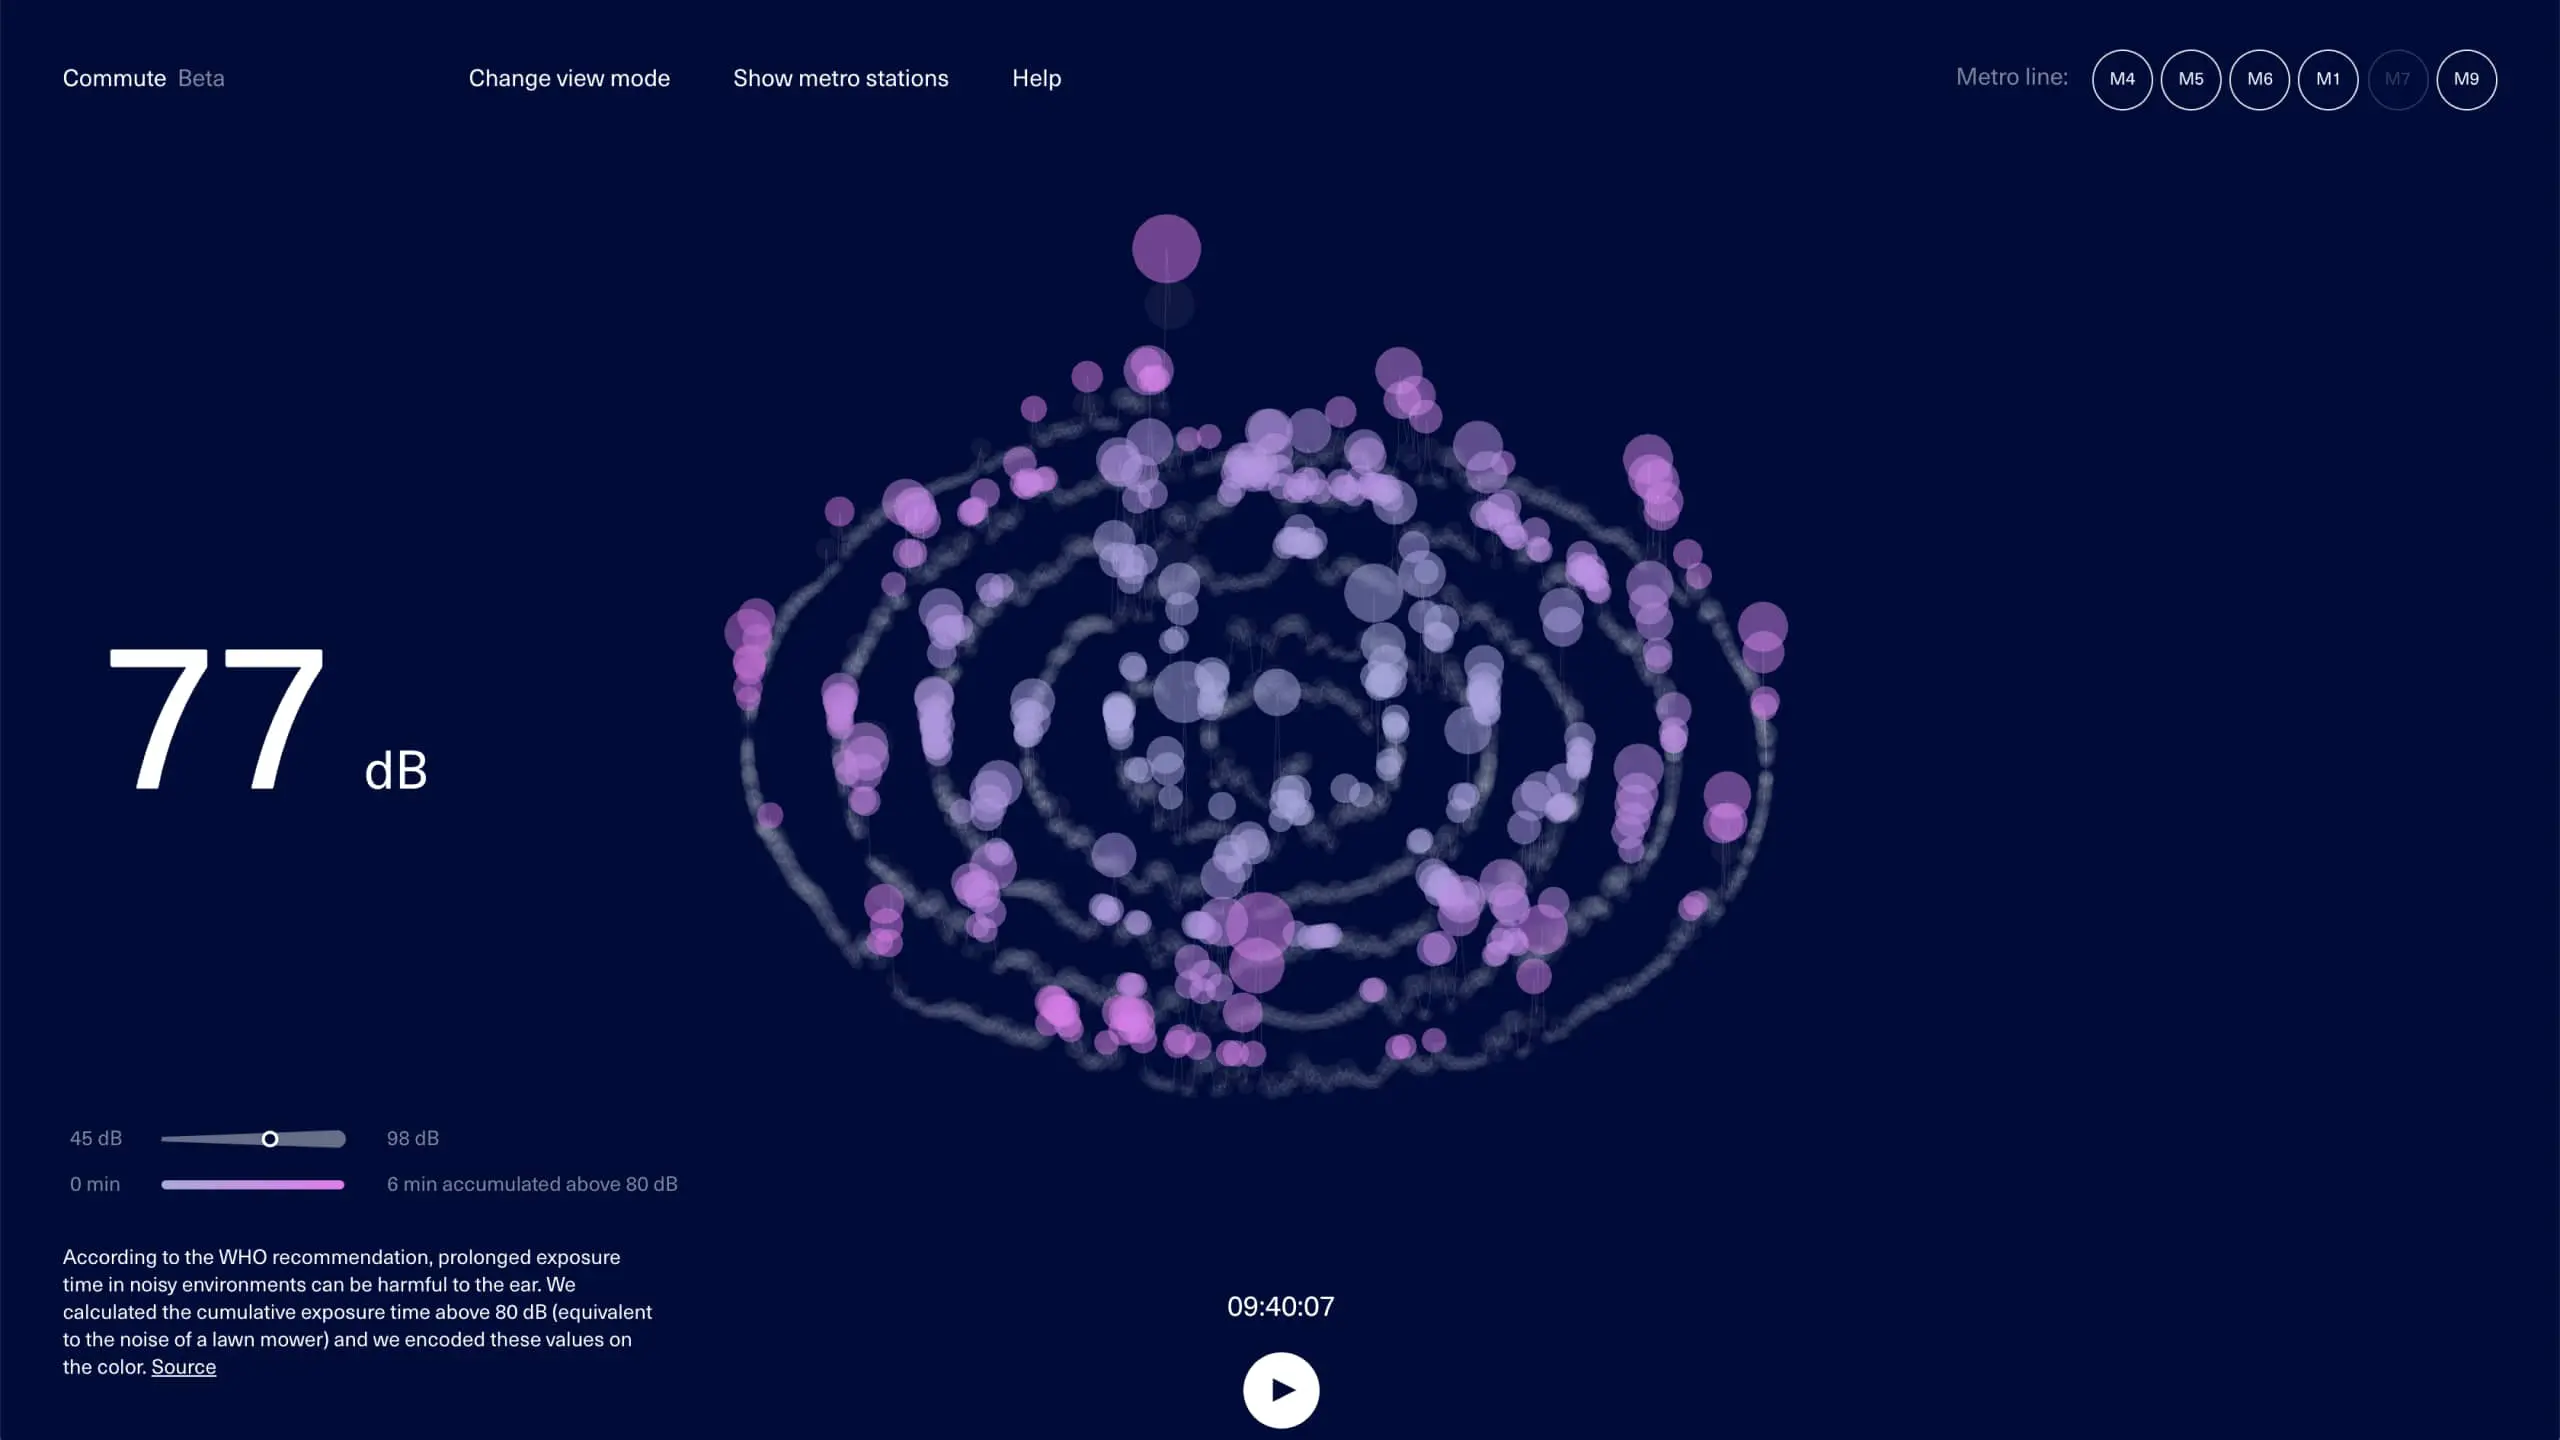 Commute Beta
Change view mode
Show metro stations
Help
Metro line:
M4
M5
M6
M1
M7
M9
77 dB
45 dB
98 dB
0 min
6 min accumulated above 80 dB
According to the WHO recommendation, prolonged exposure
time in noisy environments can be harmful to the ear. We
calculated the cumulative exposure time above 80 dB (equivalent
to the noise of a lawn mower) and we encoded these values on
the color. Source
09:40:07